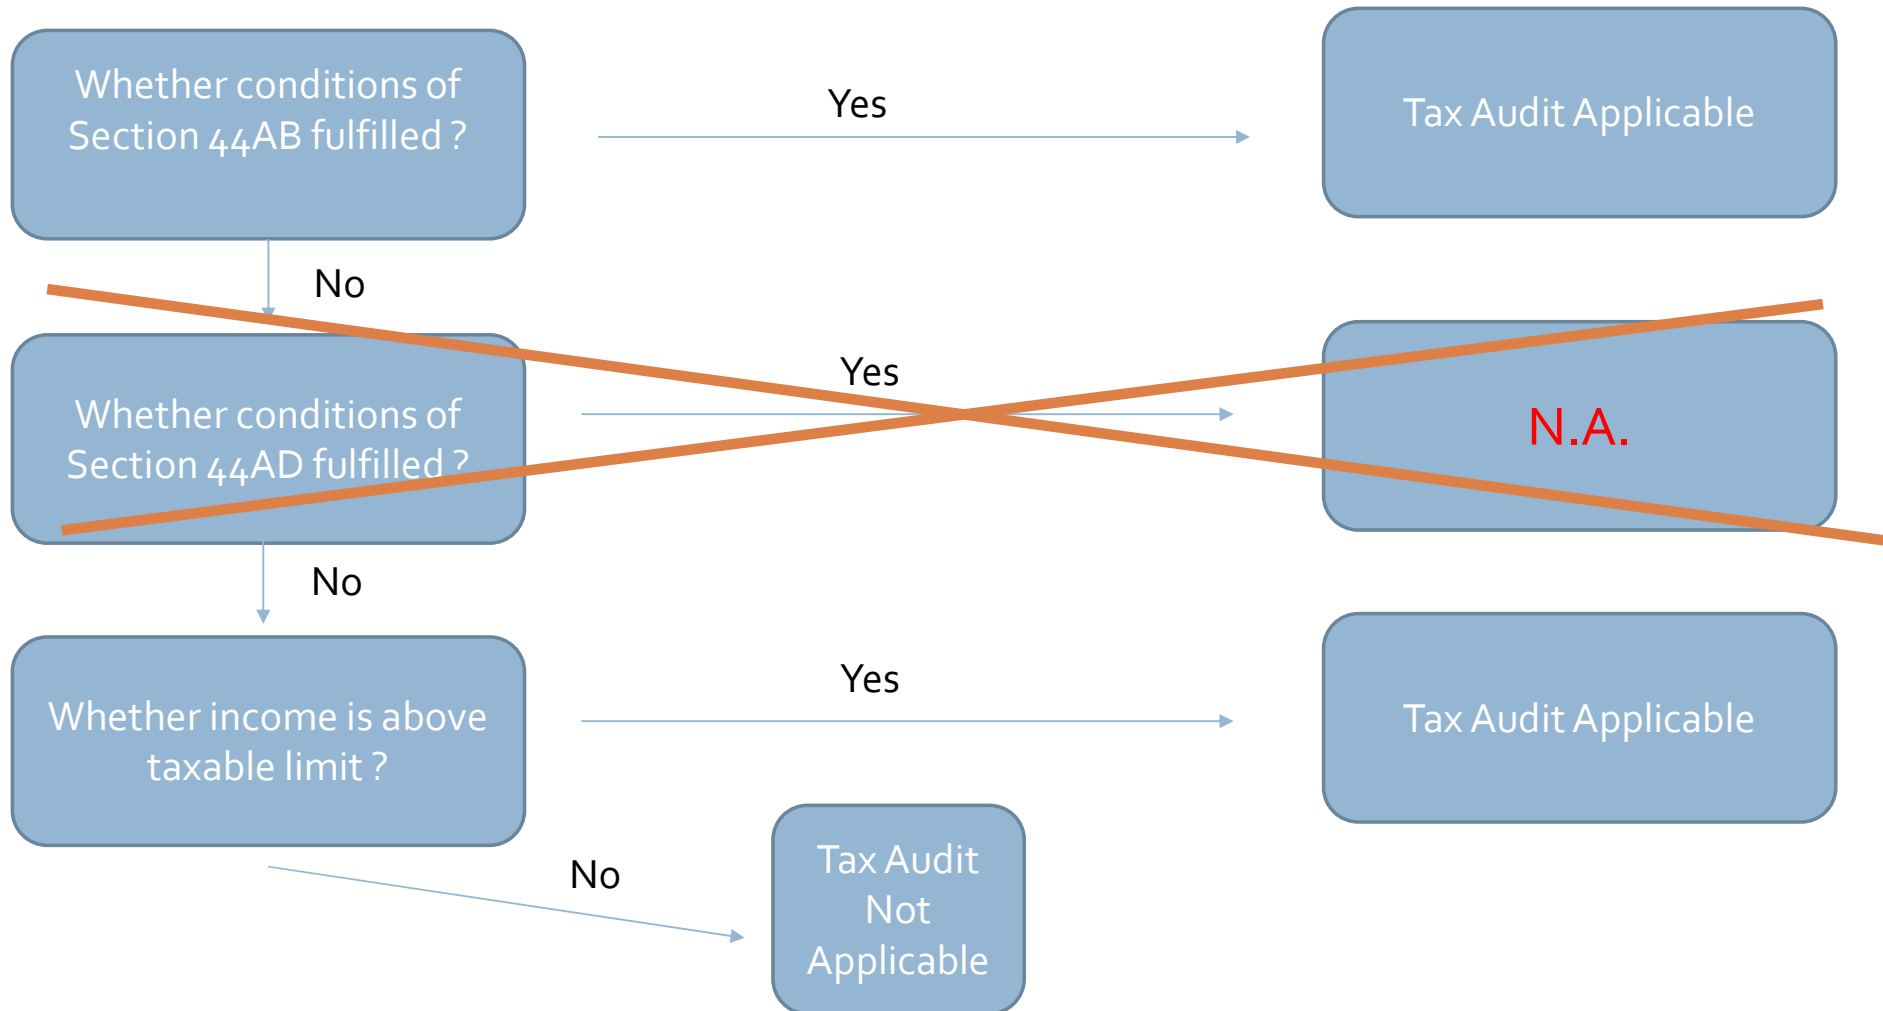 Whether conditions of
Section 44AB fulfilled ?
Yes
Tax Audit Applicable
No
Whether conditions of
Section 44AD fulfilled ?
Yes
N.A.
No
Whether income is above
taxable limit ?
Yes
Tax Audit Applicable
No
Tax Audit
Not
Applicable